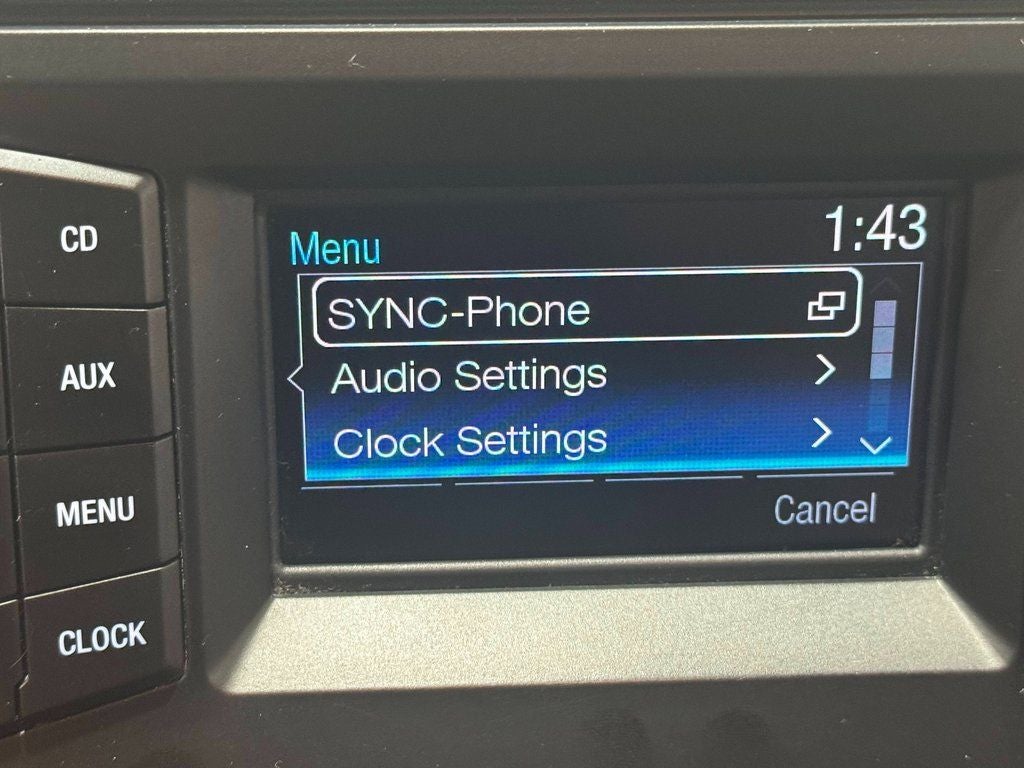 CD
AUX
MENU
CLOCK
Menu
1:43
SYNC-Phone
Audio Settings
Clock Settings
Cancel